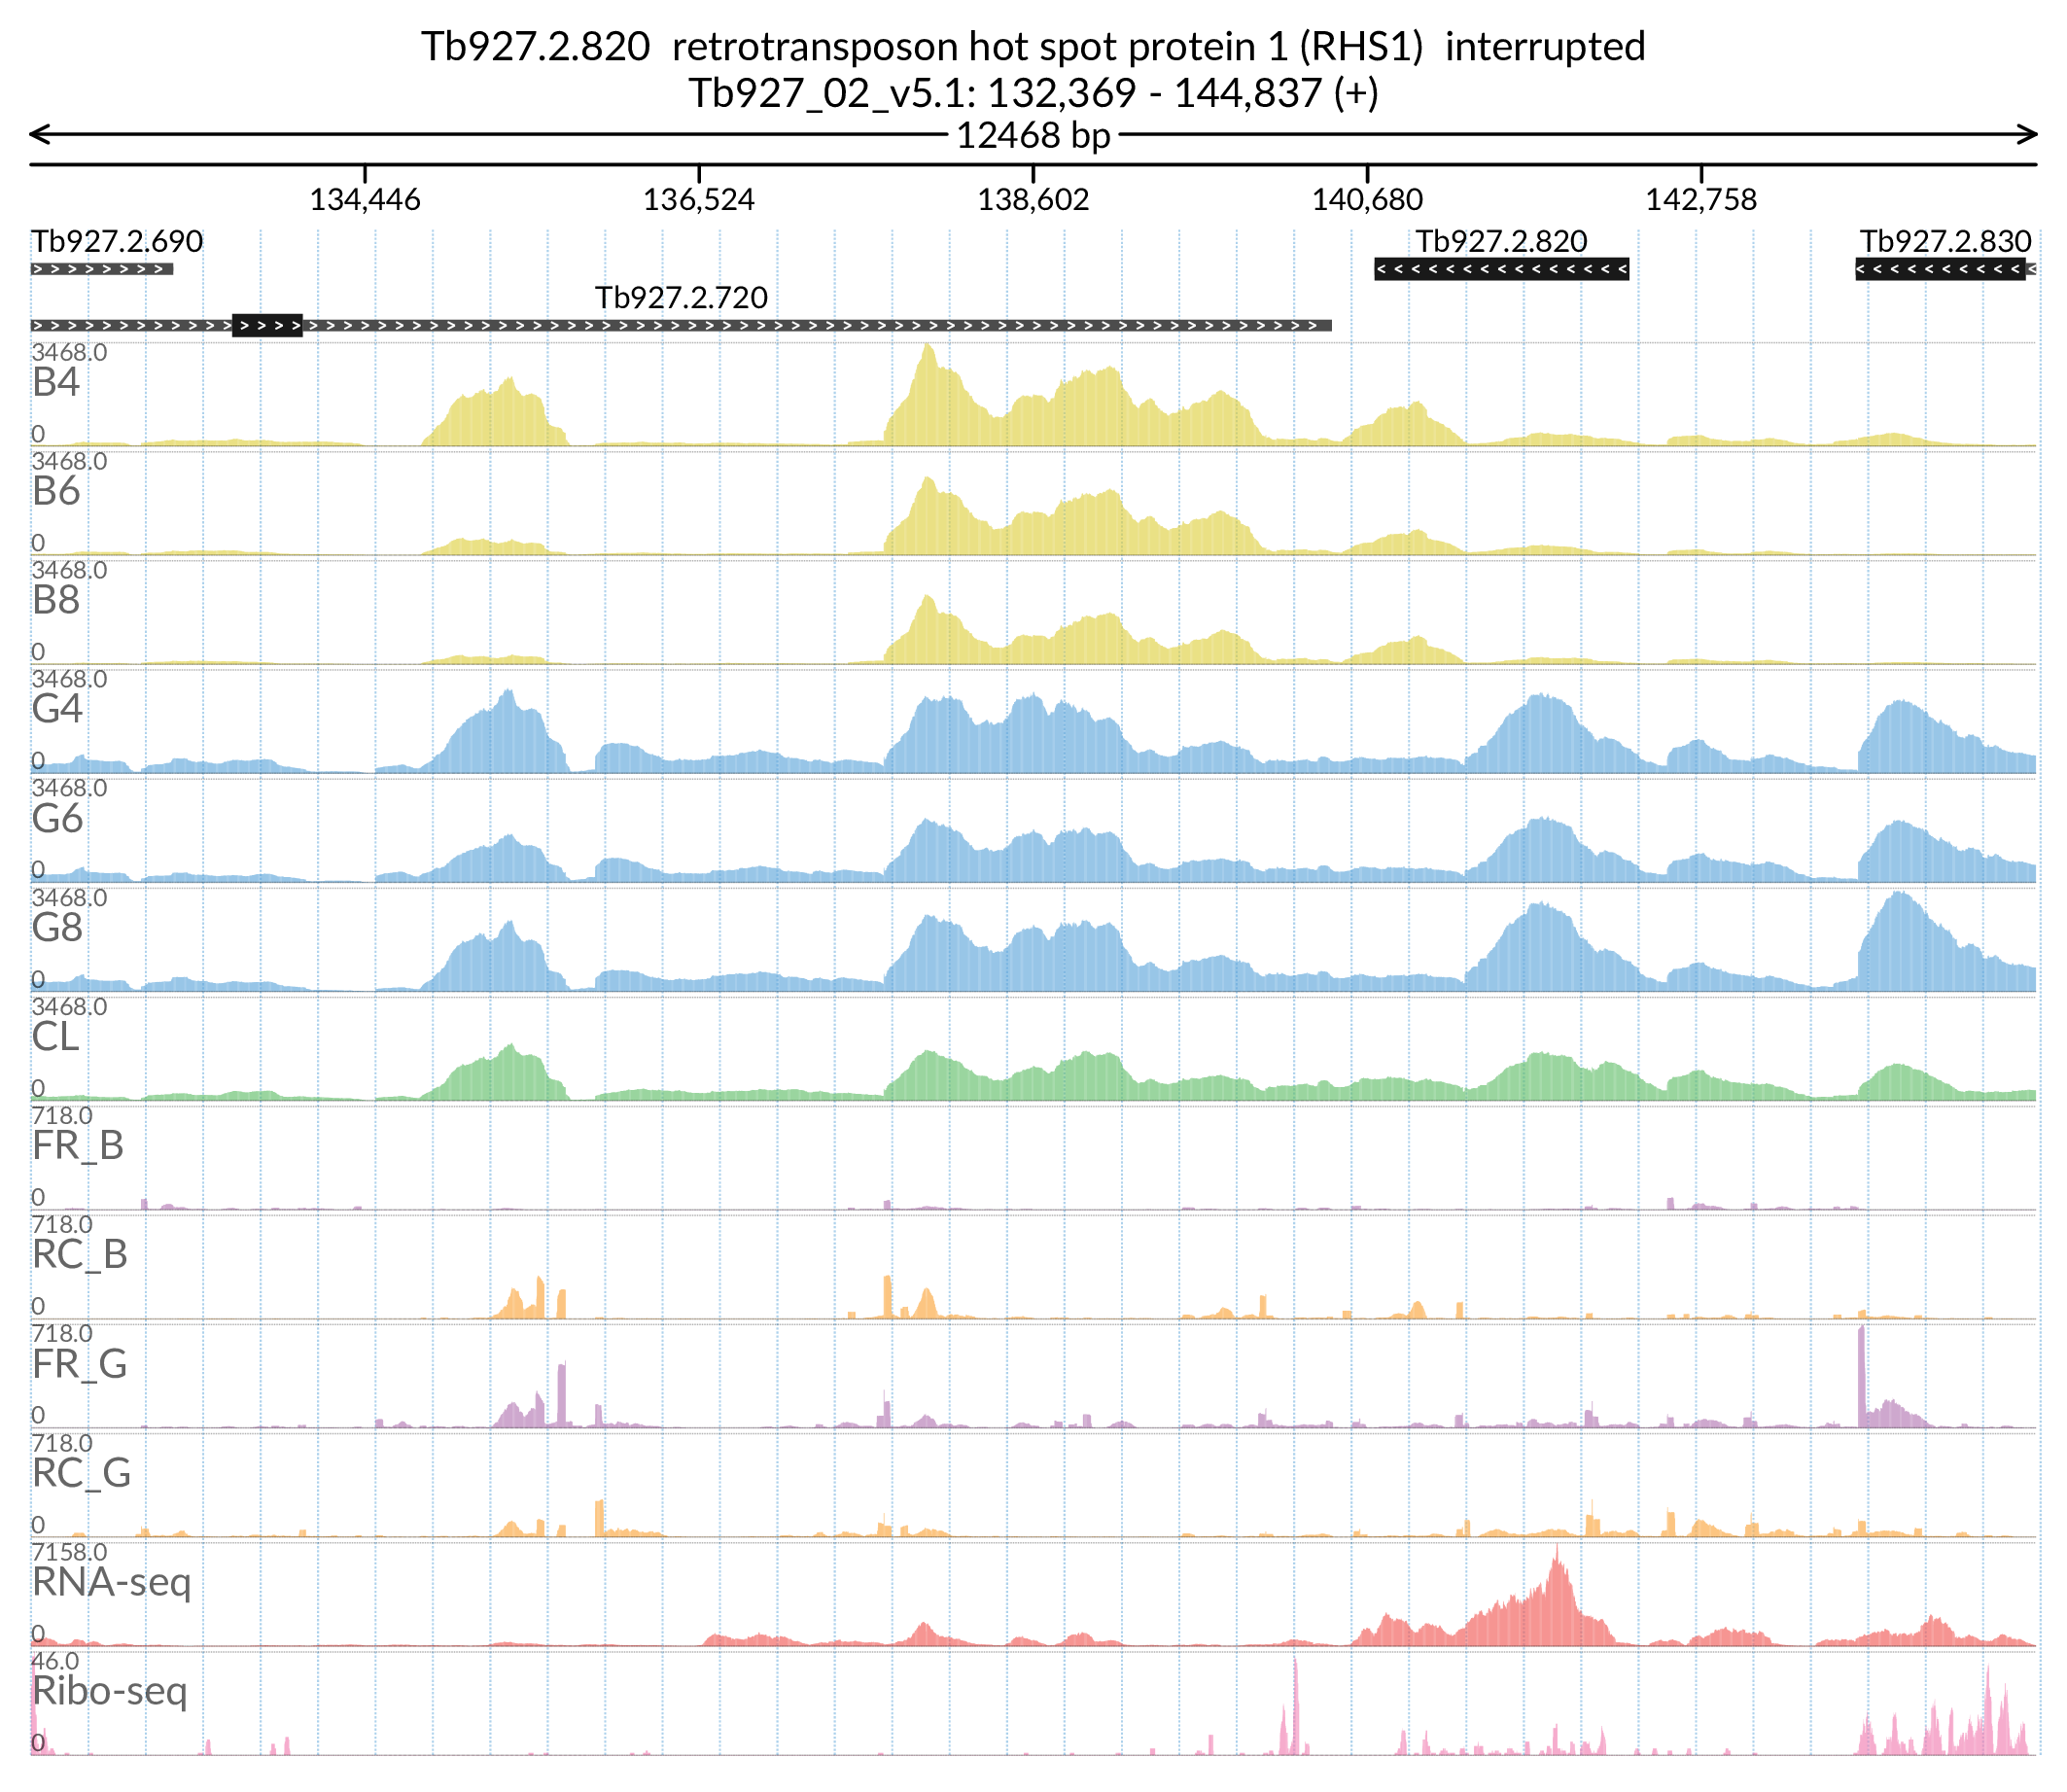 Tb927.2.820 retrotransposon hot spot protein 1 (RHS1) interrupted
Tb927_02_v5.1: 132,369 - 144,837 (+)
12468 bp
134,446 136,524 138,602 140,680 142,758
Tb927.2.690 Tb927.2.820 Tb927.2.830
Tb927.2.720
3468.0
B4
0
3468.0
B6
0
3468.0
B8
0
3468.0
G4
0
3468.0
G6
0
3468.0
G8
0
3468.0
CL
0
718.0
FR_B
0
718.0
RC_B
0
718.0
FR_G
0
718.0
RC_G
0
7158.0
RNA-seq
0
46.0
Ribo-seq
0